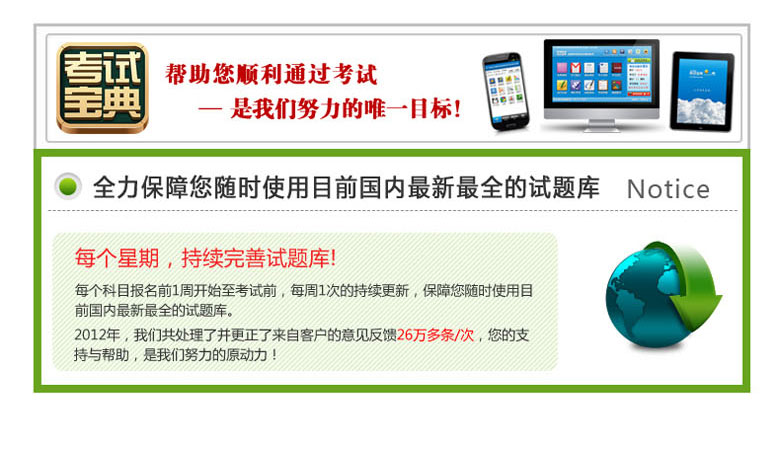 考试
宝典
帮助您顺利通过考试
— 是我们努力的唯一目标!
全力保障您随时使用目前国内最新最全的试题库 Notice
每个星期，持续完善试题库!
每个科目报名前1周开始至考试前，每周1次的持续更新，保障您随时使用目
前国内最新最全的试题库。
2012年，我们共处理了并更正了来自客户的意见反馈26万多条/次，您的支
持与帮助，是我们努力的原动力！